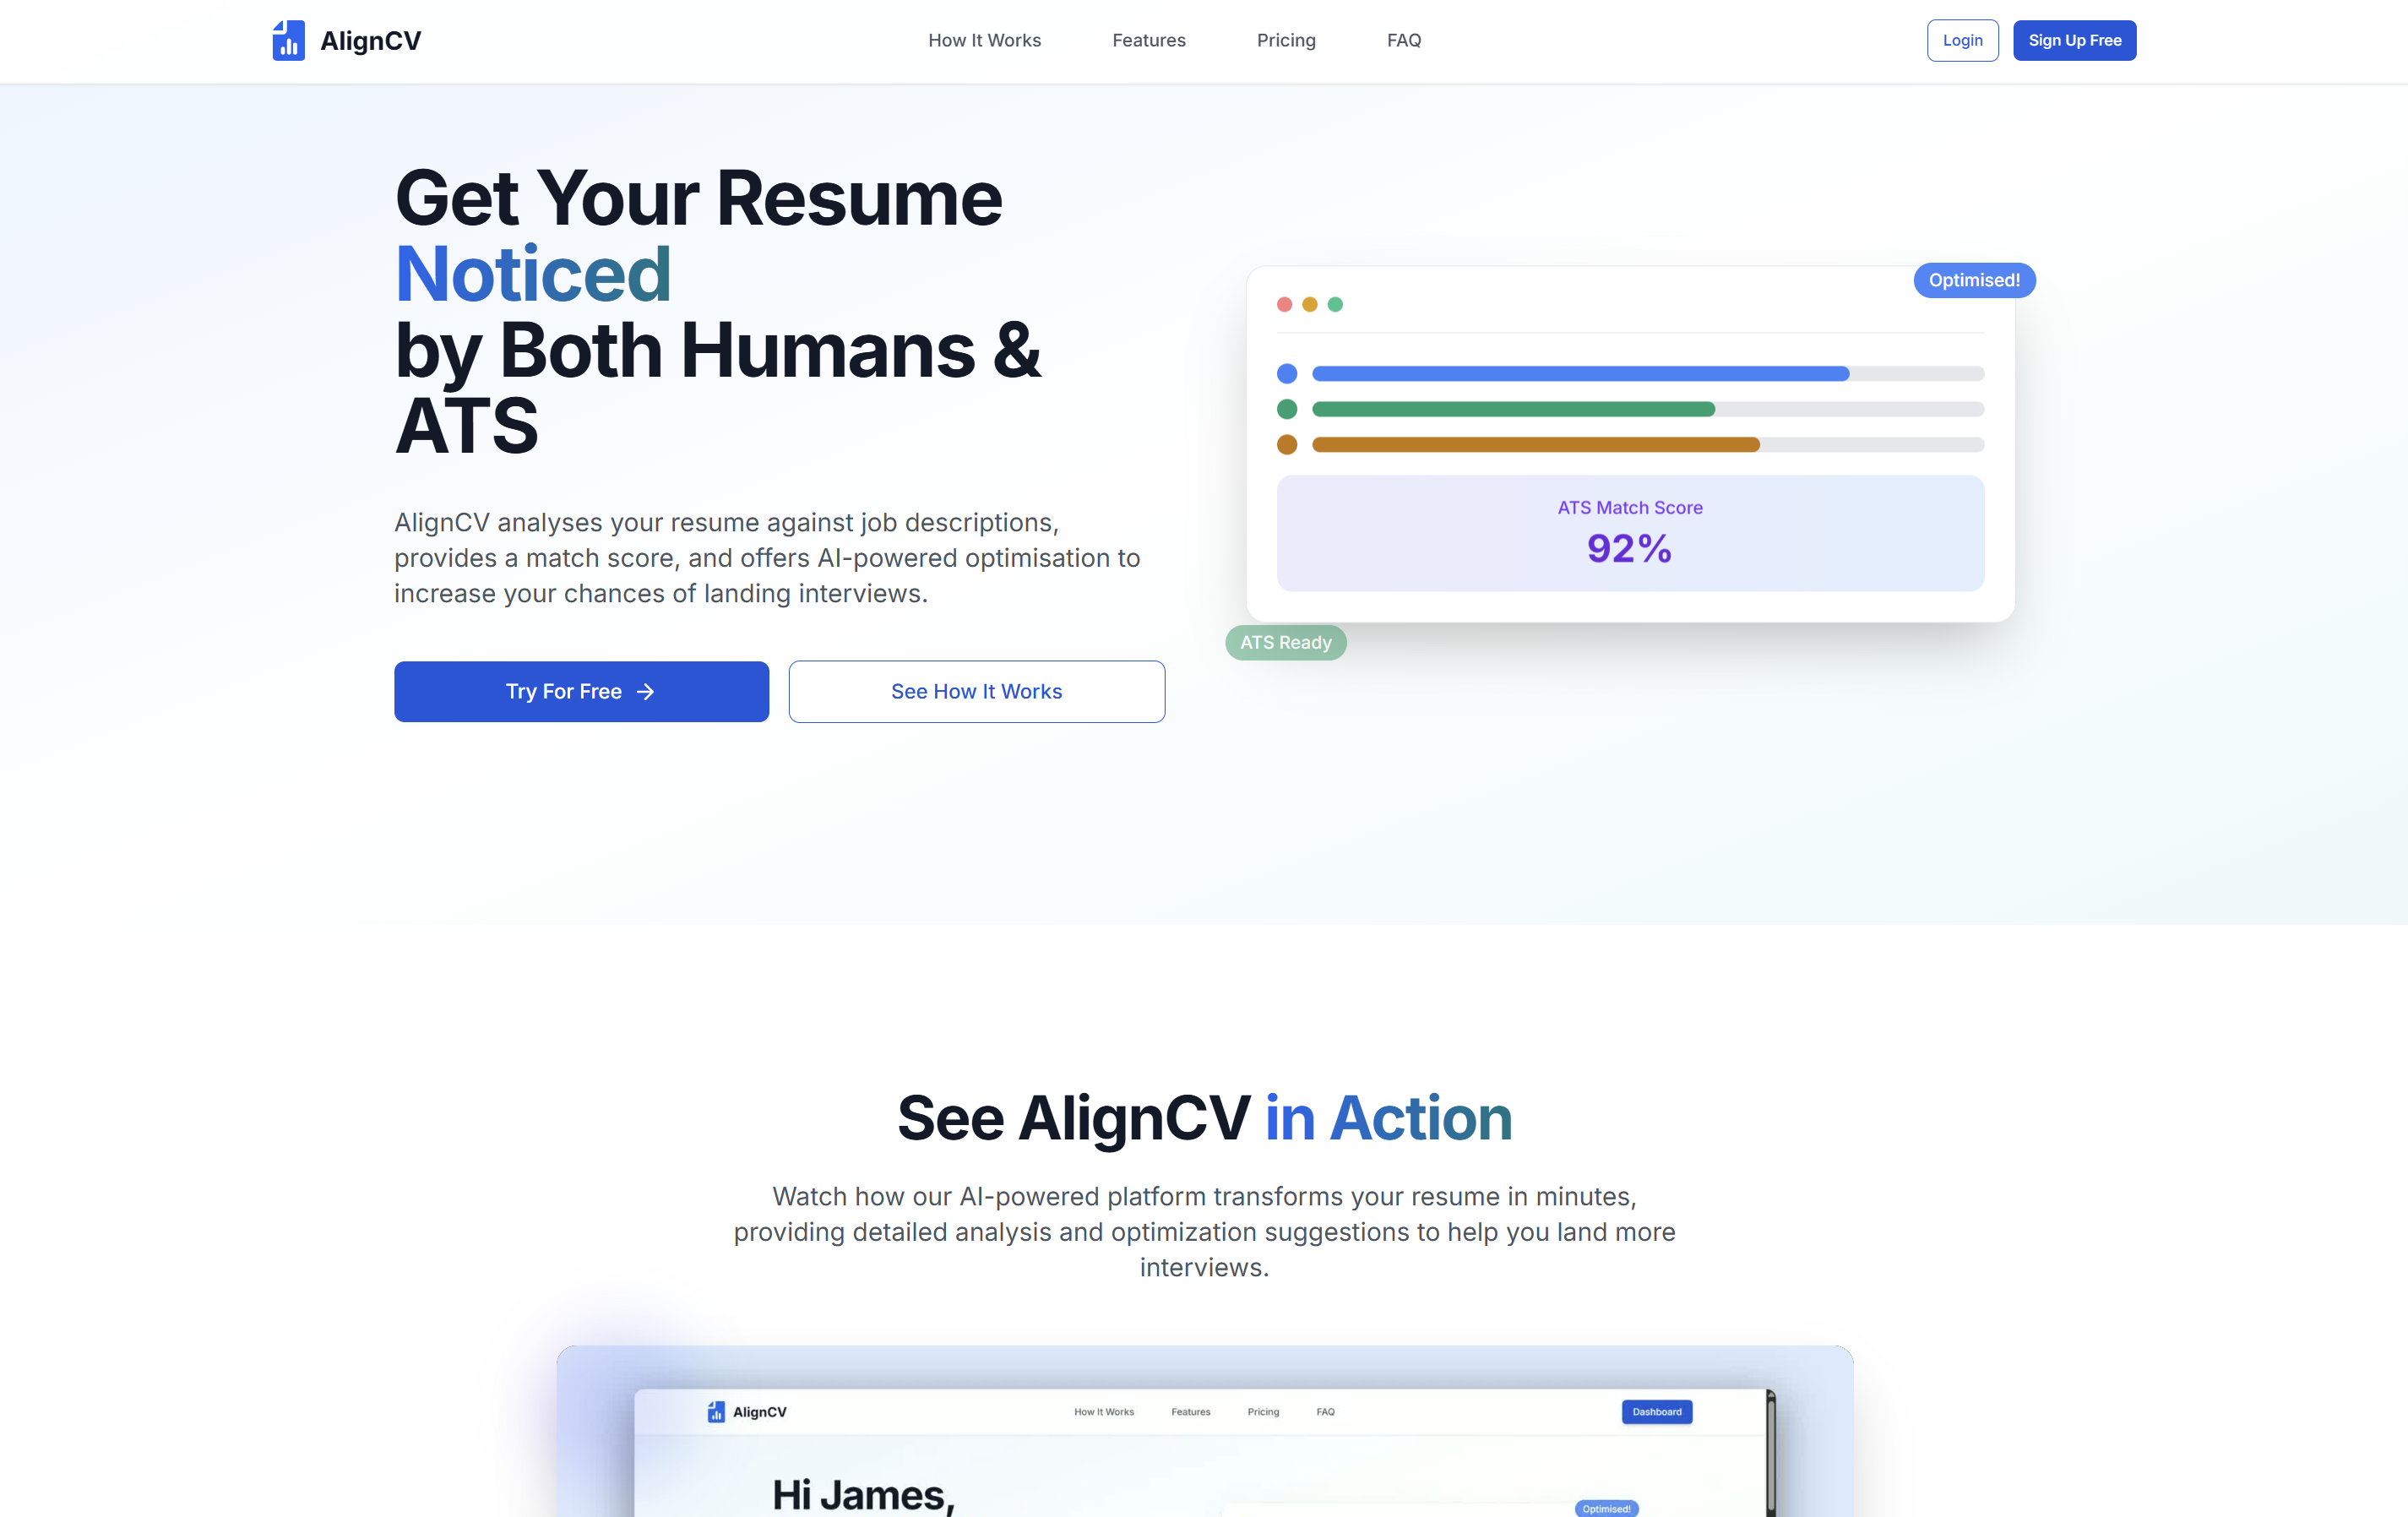 AlignCV
How It Works
Features
Pricing
FAQ
Login
Sign Up Free
Get Your Resume
Noticed
by Both Humans &
ATS
AlignCV analyses your resume against job descriptions,
provides a match score, and offers AI-powered optimisation to
increase your chances of landing interviews.
Try For Free
See How It Works
Optimised!
ATS Match Score
92%
ATS Ready
See AlignCV in Action
Watch how our AI-powered platform transforms your resume in minutes,
providing detailed analysis and optimization suggestions to help you land more
interviews.
AlignCV
How It Works
Features
Pricing
FAQ
Dashboard
Hi James,
Optimised!